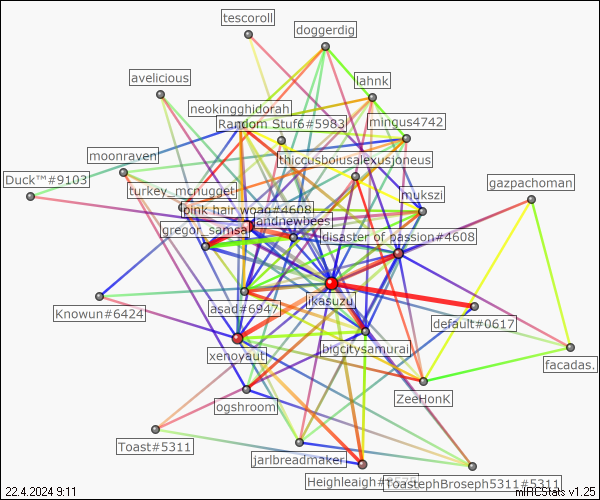 tescoroll
doggerdig
avelicious
lahnk
neokingghidorah
Random Stuf6#5983
mingus4742
moonraven
thiccusboiusalexusjoneus
Duck™#9103
turkey_mcnugget
mukszi
gazpachoman
pink hair woao#4608
andnewbees
gregor_samsa
disaster of passion#4608
likasuzu
Knowun#6424
asad#6947
default#0617
xenoyaut
bigcitysamurai
facadas.
ogshroom
ZeeHonK
Toast#5311
jarlbreadmaker
Heighleaigh
ToastephBroseph5311#5311
22.4.2024 9:11
mIRCStats v1.25